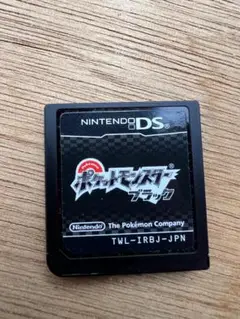 NINTENDO DS™
ポケットモンスター®
ブラック
Nintendo® The Pokémon Company
TWL-IRBJ-JPN